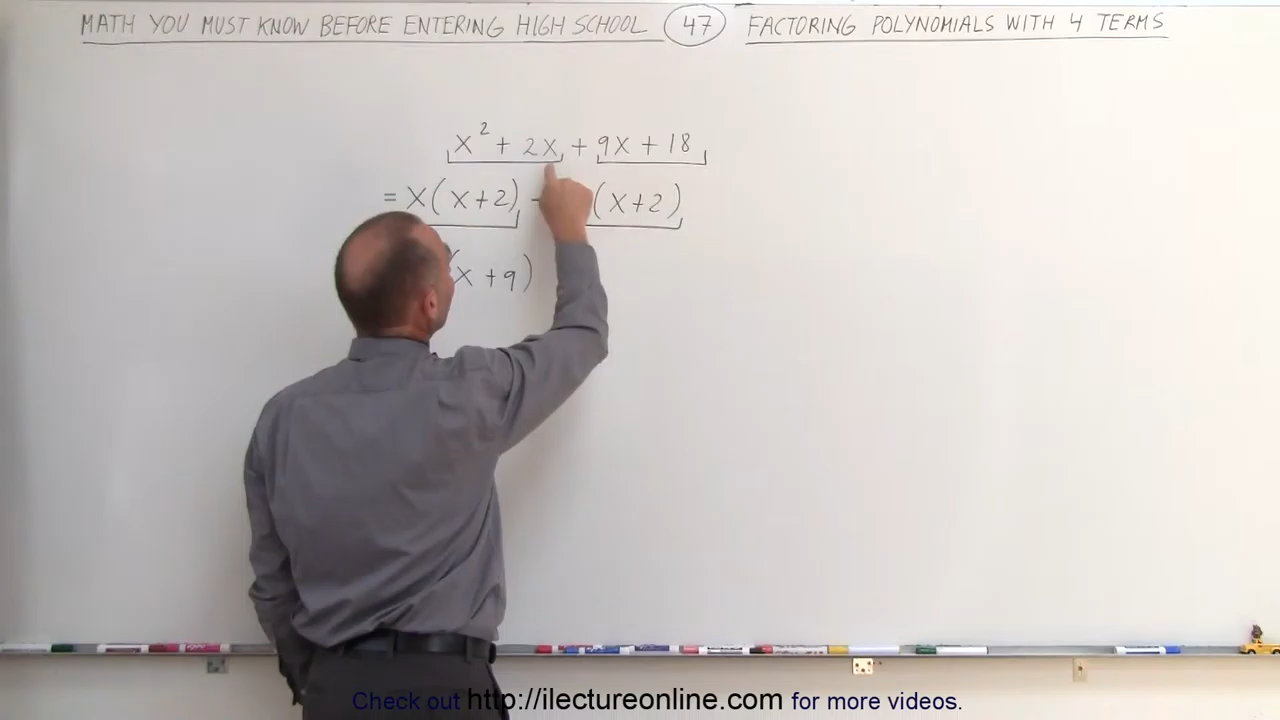 MATH YOU MUST KNOW BEFORE ENTERING HIGH SCHOOL 47 FACTORING POLYNOMIALS WITH 4 TERMS
x² + 2x + 9x + 18
= x(x+2) (x+2)
(x + 9)
Check out http://ilectureonline.com for more videos.